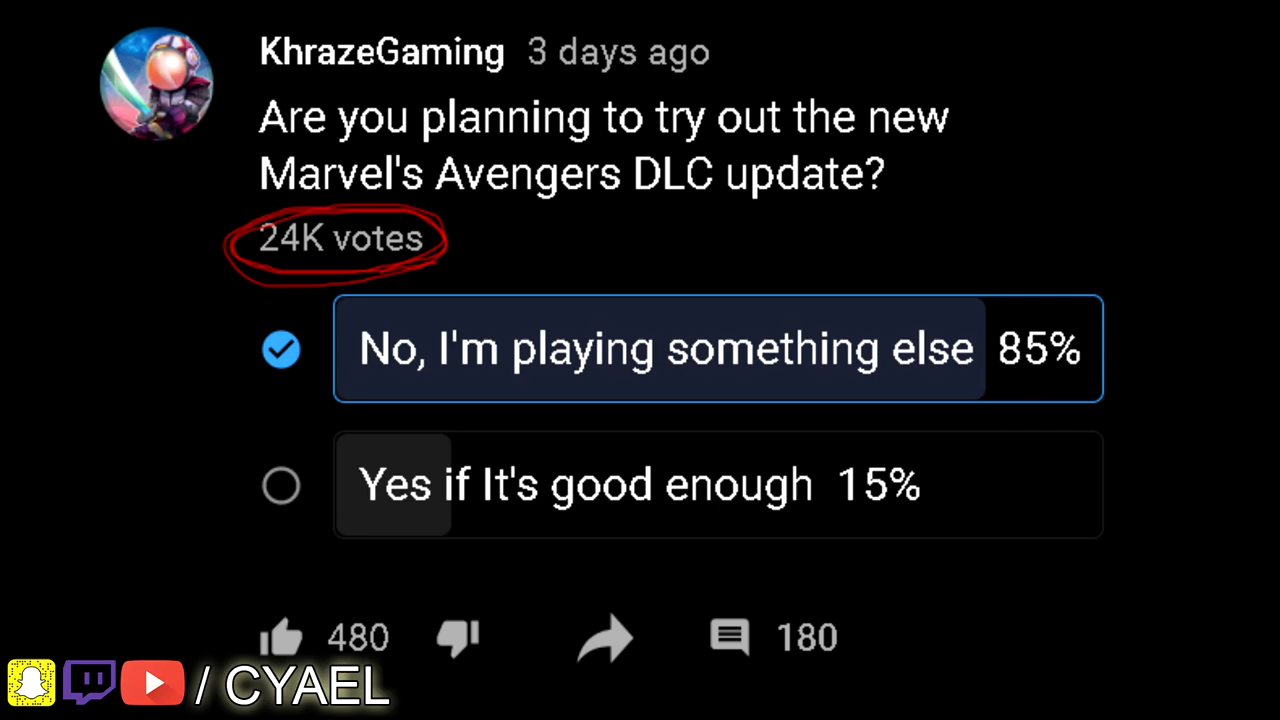 KhrazeGaming 3 days ago
Are you planning to try out the new
Marvel's Avengers DLC update?
24K votes
No, I'm playing something else 85%
Yes if It's good enough 15%
480 180
/ CYAEL